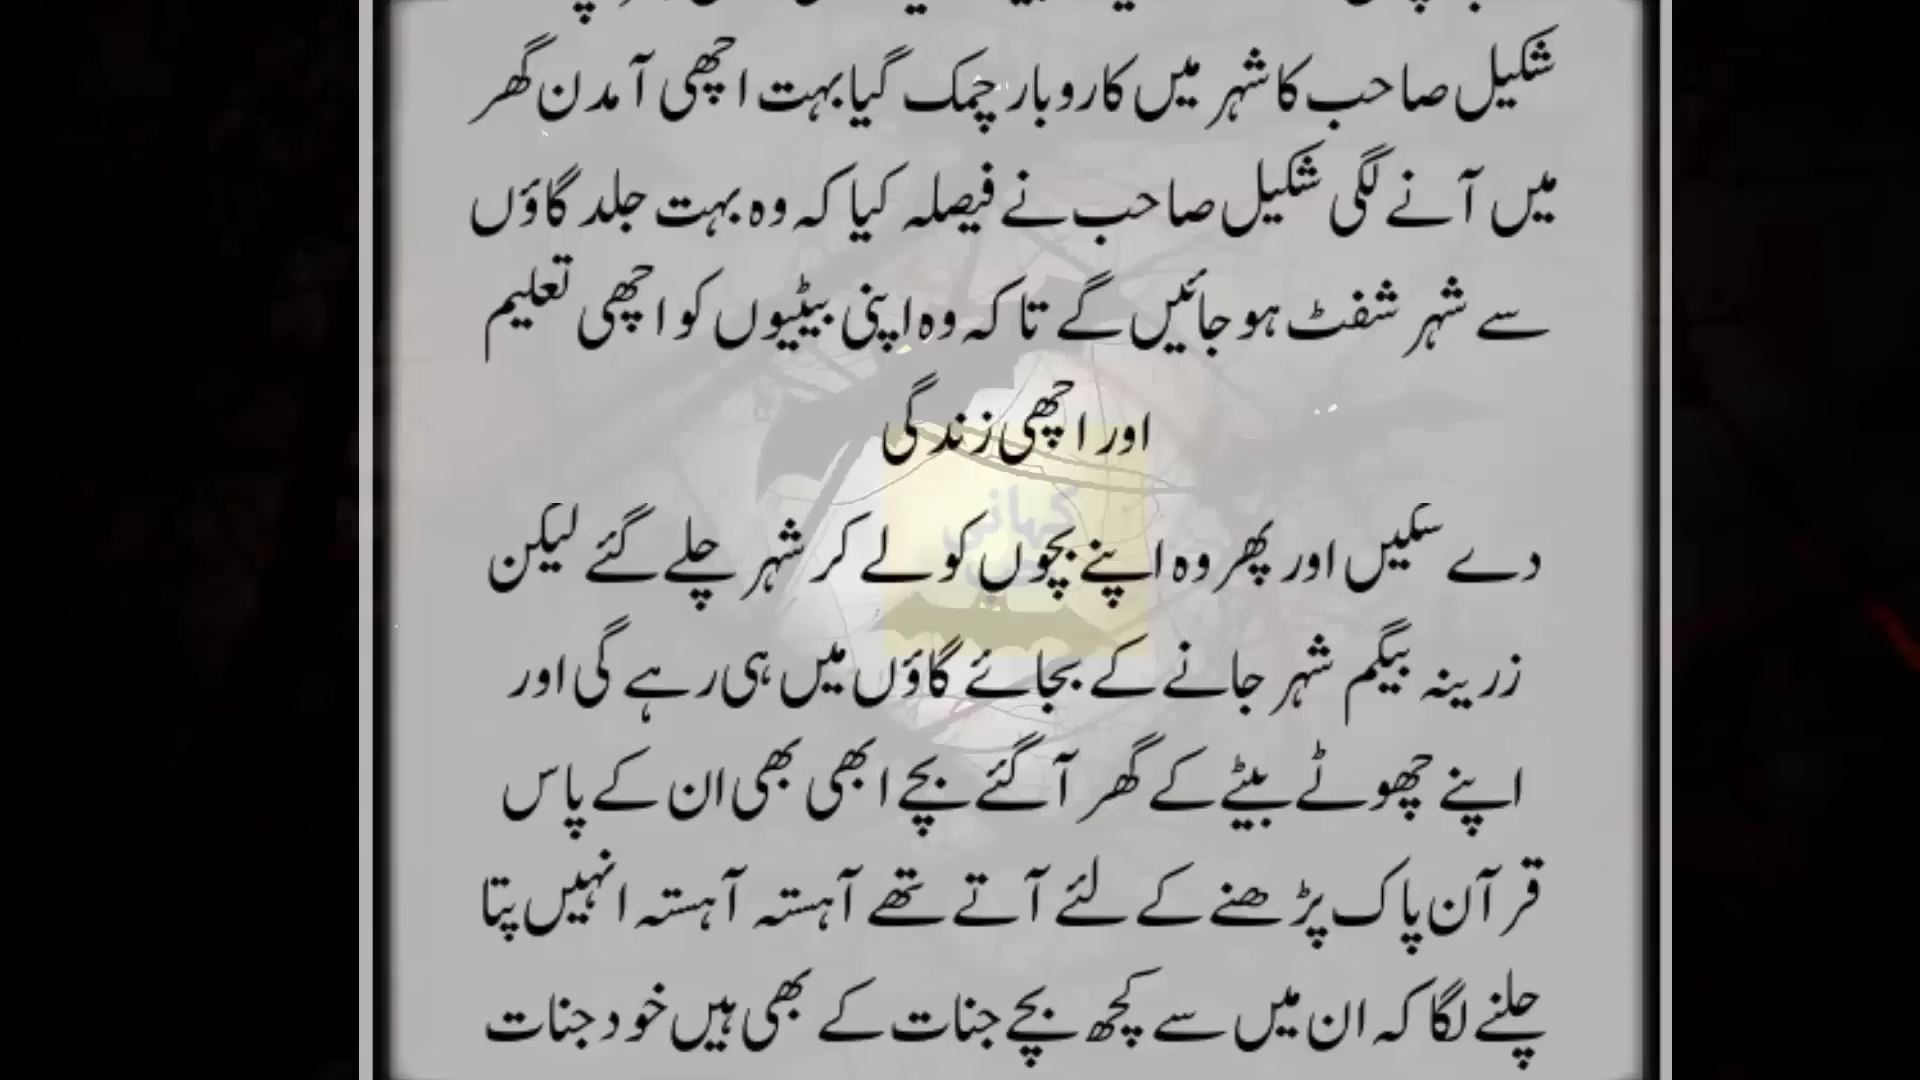 شکیل صاحب کا شہر میں کاروبار چمک گیا بہت اچھی آمدن گھر
میں آنے لگی شکیل صاحب نے فیصلہ کیا کہ وہ بہت جلد گاؤں
سے شہر شفٹ ہو جائیں گے تا کہ وہ اپنی بیٹیوں کو اچھی تعلیم
اور اچھی زندگی
کہانی
دے سکیں اور پھر وہ اپنے بچوں کو لے کر شہر چلے گئے لیکن
زرینہ بیگم شہر جانے کے بجائے گاؤں میں ہی رہے گی اور
اپنے چھوٹے بیٹے کے گھر آ گئے بچے ابھی بھی ان کے پاس
قرآن پاک پڑھنے کے لئے آتے تھے آہستہ آہستہ انہیں پتا
چلنے لگا کہ ان میں سے کچھ بچے جنات کے بھی ہیں خود جنات